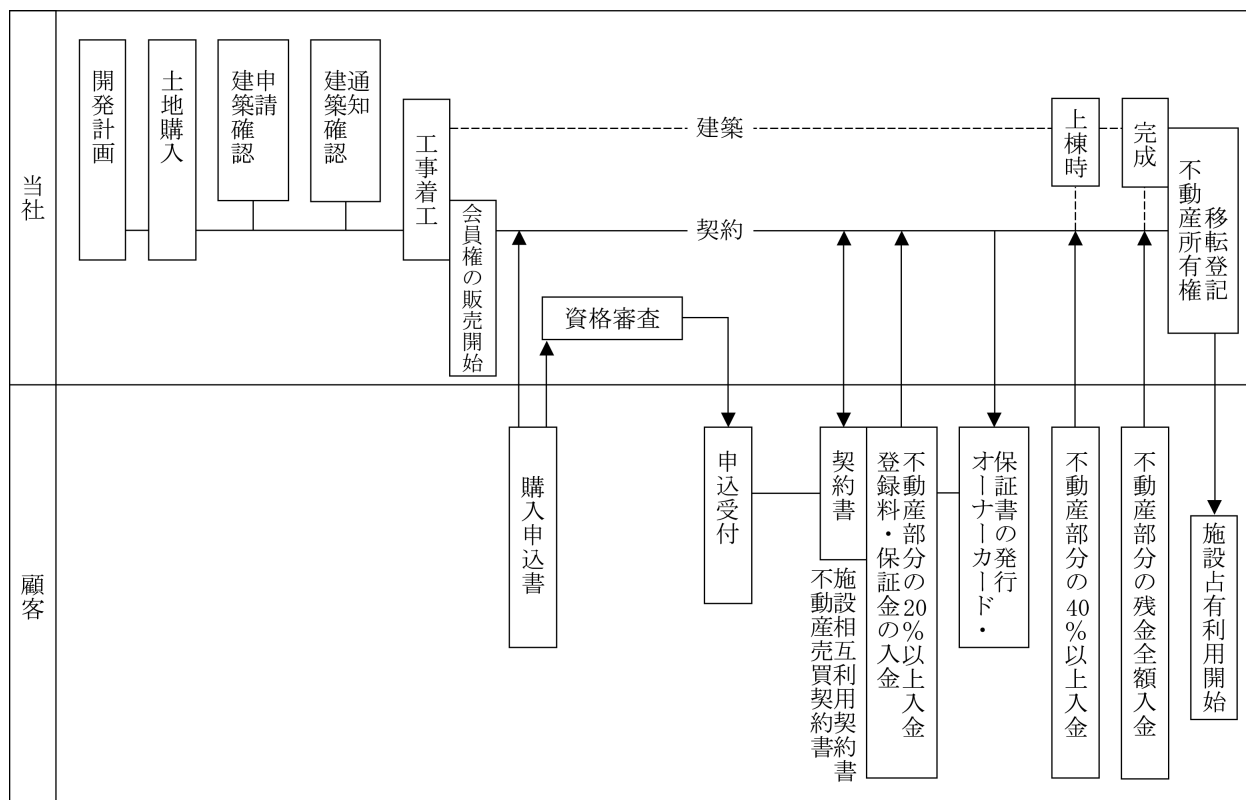 当社
開発計画
土地購入
建築確認
申請
建築確認
通知
工事着工
会員権の販売開始
建築
契約
上棟時
完成
不動産所有権
移転登記
資格審査
顧客
購入申込書
申込受付
契約書
不動産売買契約書
施設相互利用契約書
登録料・保証金の入金
不動産部分の20%以上入金
オーナーカード・
保証書の発行
不動産部分の40%以上入金
不動産部分の残金全額入金
施設占有利用開始